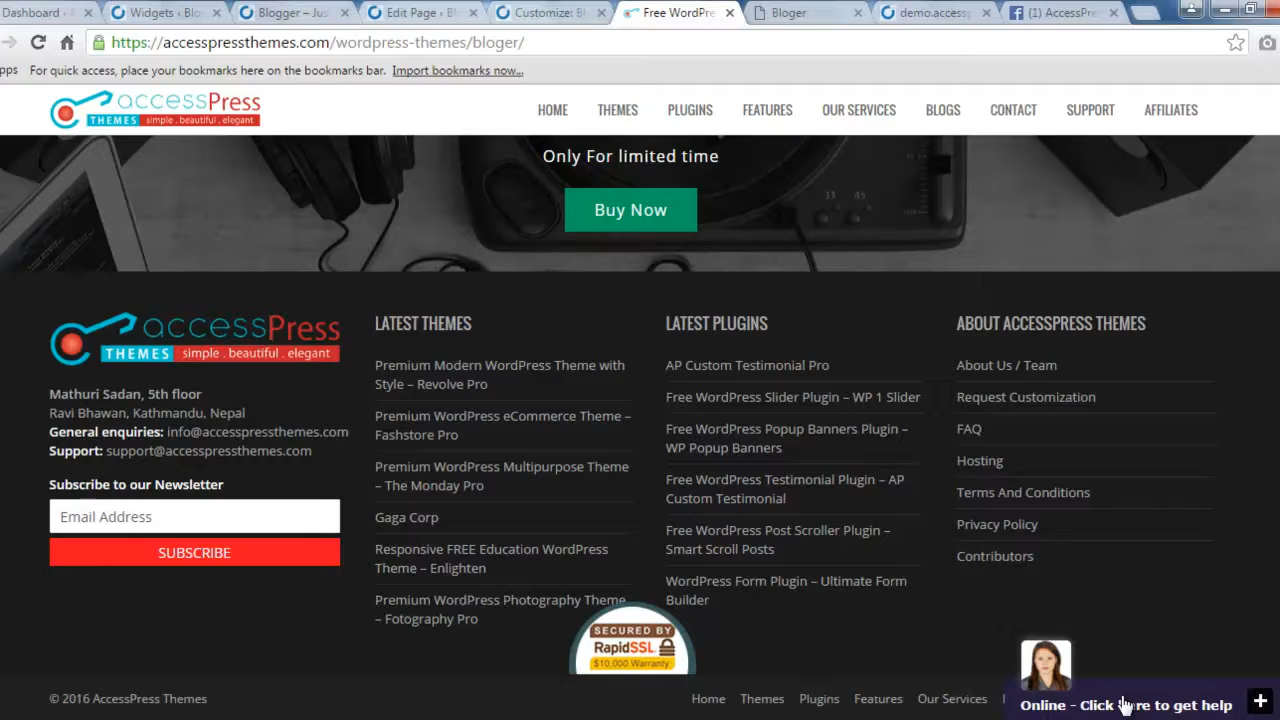 Dashboard
Widgets ‹ Blo
Blogger – Jus
Edit Page ‹ Bl
Customize: Bl
Free WordPre
Bloger
demo.accessp
(1) AccessPre
https://accesspressthemes.com/wordpress-themes/bloger/
For quick access, place your bookmarks here on the bookmarks bar. Import bookmarks now...
accessPress
THEMES simple . beautiful . elegant
HOME THEMES PLUGINS FEATURES OUR SERVICES BLOGS CONTACT SUPPORT AFFILIATES
Only For limited time
Buy Now
accessPress
THEMES simple . beautiful . elegant
Mathuri Sadan, 5th floor
Ravi Bhawan, Kathmandu, Nepal
General enquiries: info@accesspressthemes.com
Support: support@accesspressthemes.com
Subscribe to our Newsletter
Email Address
SUBSCRIBE
LATEST THEMES
Premium Modern WordPress Theme with
Style – Revolve Pro
Premium WordPress eCommerce Theme –
Fashstore Pro
Premium WordPress Multipurpose Theme
– The Monday Pro
Gaga Corp
Responsive FREE Education WordPress
Theme – Enlighten
Premium WordPress Photography Theme
– Fotography Pro
LATEST PLUGINS
AP Custom Testimonial Pro
Free WordPress Slider Plugin – WP 1 Slider
Free WordPress Popup Banners Plugin –
WP Popup Banners
Free WordPress Testimonial Plugin – AP
Custom Testimonial
Free WordPress Post Scroller Plugin –
Smart Scroll Posts
WordPress Form Plugin – Ultimate Form
Builder
ABOUT ACCESSPRESS THEMES
About Us / Team
Request Customization
FAQ
Hosting
Terms And Conditions
Privacy Policy
Contributors
SECURED BY
RapidSSL
$10,000 Warranty
© 2016 AccessPress Themes
Home Themes Plugins Features Our Services
Online - Click here to get help